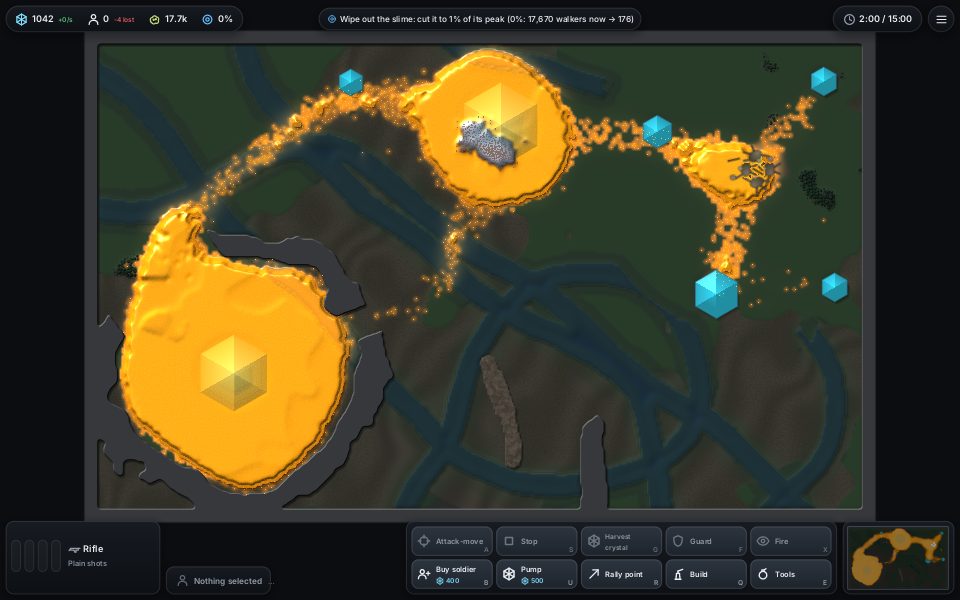 1042 +0/s 0 -4 lost 17.7k 0%
Wipe out the slime: cut it to 1% of its peak (0%: 17,670 walkers now → 176)
2:00 / 15:00
Rifle
Plain shots
Nothing selected ...
Attack-move A
Stop S
Harvest crystal G
Guard F
Fire X
Buy soldier 400 B
Pump 500 U
Rally point R
Build Q
Tools E